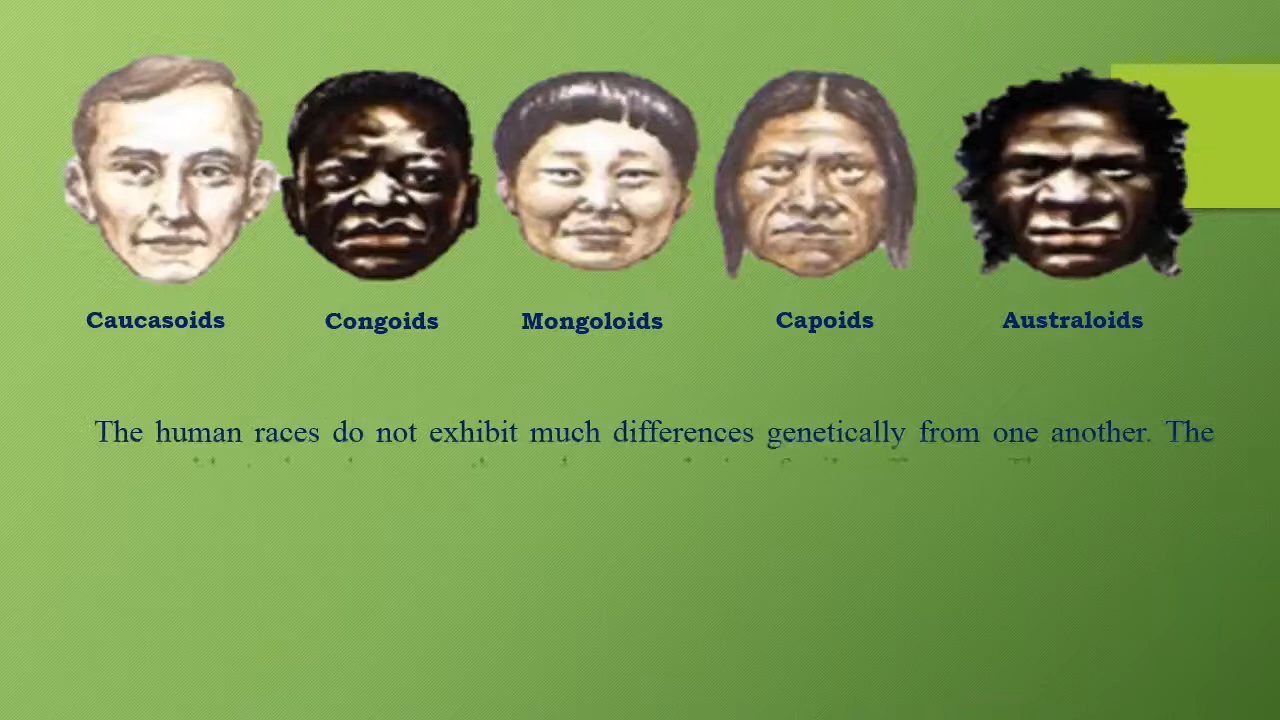 Caucasoids Congoids Mongoloids Capoids Australoids
The human races do not exhibit much differences genetically from one another. The